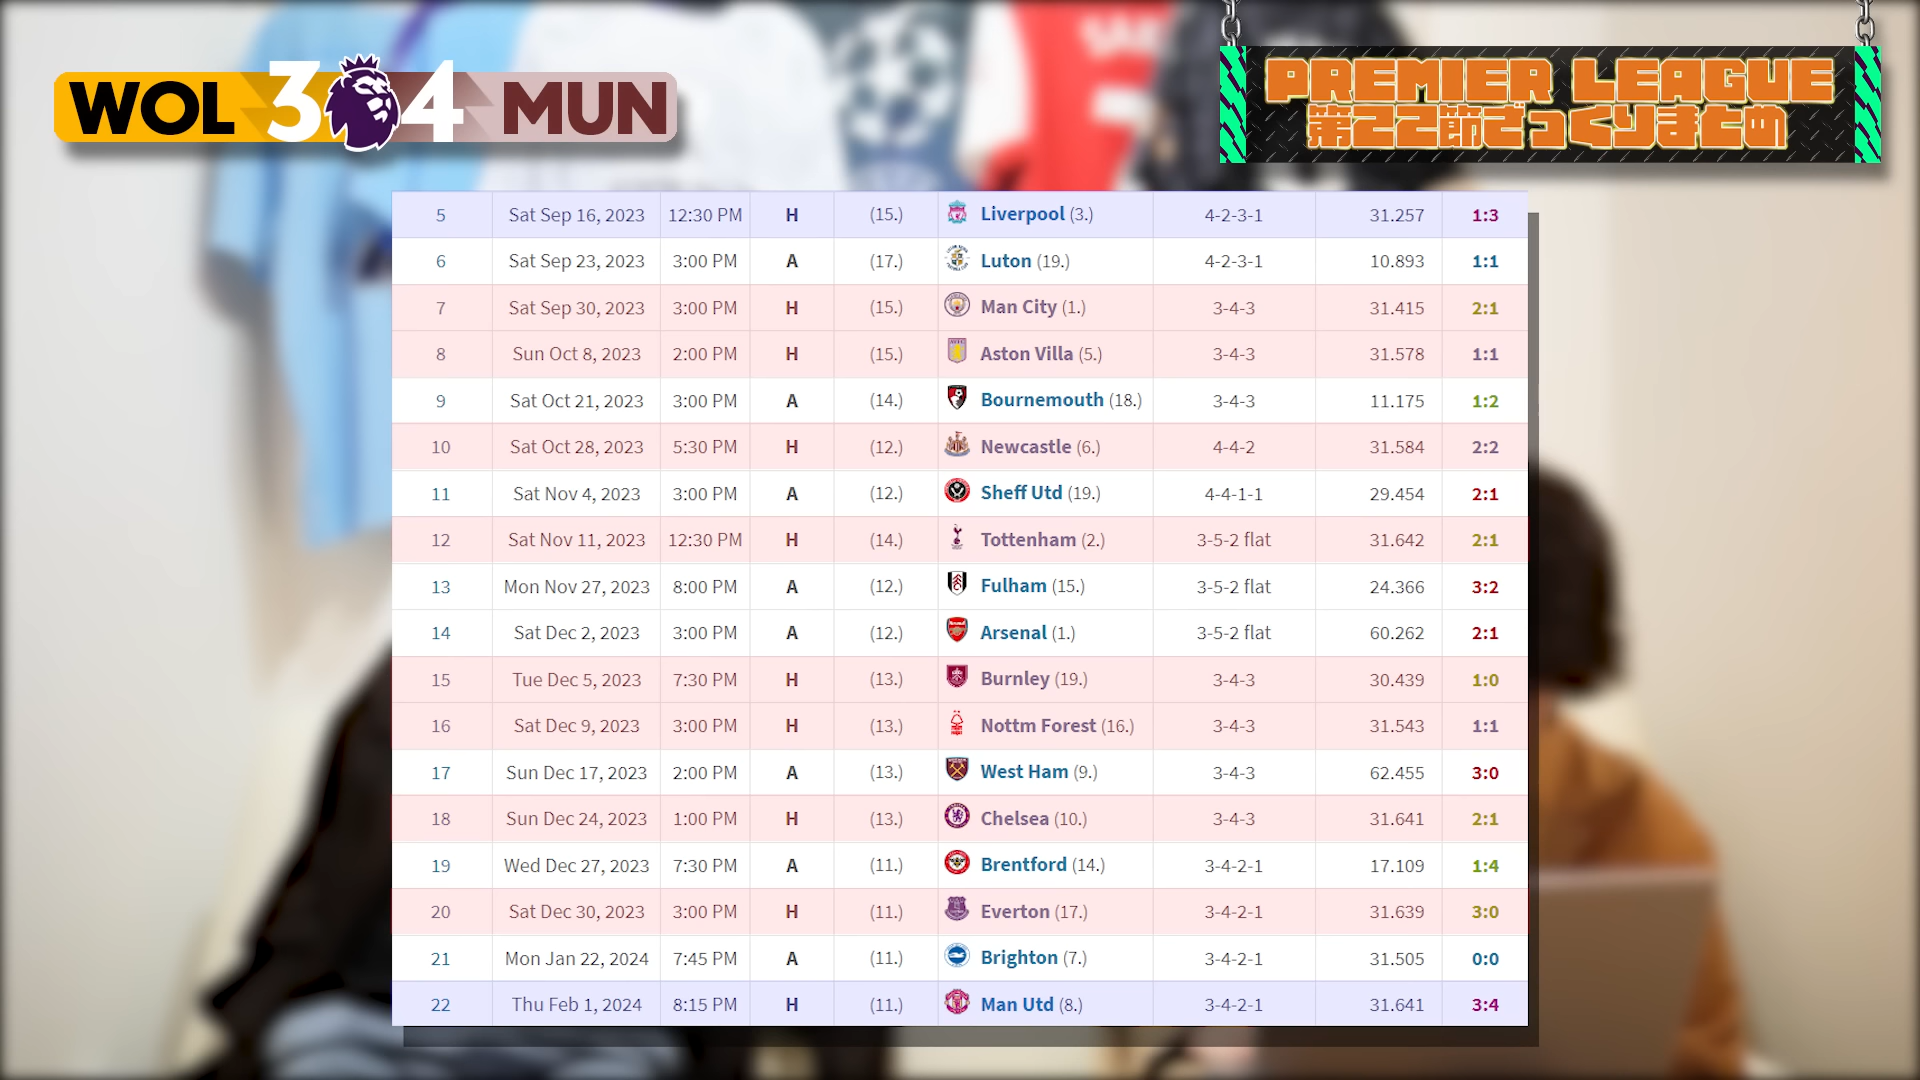 WOL 3 4 MUN
PREMIER LEAGUE
第22節ざっくりまとめ
5 Sat Sep 16, 2023 12:30 PM H (15.) Liverpool (3.) 4-2-3-1 31.257 1:3
6 Sat Sep 23, 2023 3:00 PM A (17.) Luton (19.) 4-2-3-1 10.893 1:1
7 Sat Sep 30, 2023 3:00 PM H (15.) Man City (1.) 3-4-3 31.415 2:1
8 Sun Oct 8, 2023 2:00 PM H (15.) Aston Villa (5.) 3-4-3 31.578 1:1
9 Sat Oct 21, 2023 3:00 PM A (14.) Bournemouth (18.) 3-4-3 11.175 1:2
10 Sat Oct 28, 2023 5:30 PM H (12.) Newcastle (6.) 4-4-2 31.584 2:2
11 Sat Nov 4, 2023 3:00 PM A (12.) Sheff Utd (19.) 4-4-1-1 29.454 2:1
12 Sat Nov 11, 2023 12:30 PM H (14.) Tottenham (2.) 3-5-2 flat 31.642 2:1
13 Mon Nov 27, 2023 8:00 PM A (12.) Fulham (15.) 3-5-2 flat 24.366 3:2
14 Sat Dec 2, 2023 3:00 PM A (12.) Arsenal (1.) 3-5-2 flat 60.262 2:1
15 Tue Dec 5, 2023 7:30 PM H (13.) Burnley (19.) 3-4-3 30.439 1:0
16 Sat Dec 9, 2023 3:00 PM H (13.) Nottm Forest (16.) 3-4-3 31.543 1:1
17 Sun Dec 17, 2023 2:00 PM A (13.) West Ham (9.) 3-4-3 62.455 3:0
18 Sun Dec 24, 2023 1:00 PM H (13.) Chelsea (10.) 3-4-3 31.641 2:1
19 Wed Dec 27, 2023 7:30 PM A (11.) Brentford (14.) 3-4-2-1 17.109 1:4
20 Sat Dec 30, 2023 3:00 PM H (11.) Everton (17.) 3-4-2-1 31.639 3:0
21 Mon Jan 22, 2024 7:45 PM A (11.) Brighton (7.) 3-4-2-1 31.505 0:0
22 Thu Feb 1, 2024 8:15 PM H (11.) Man Utd (8.) 3-4-2-1 31.641 3:4